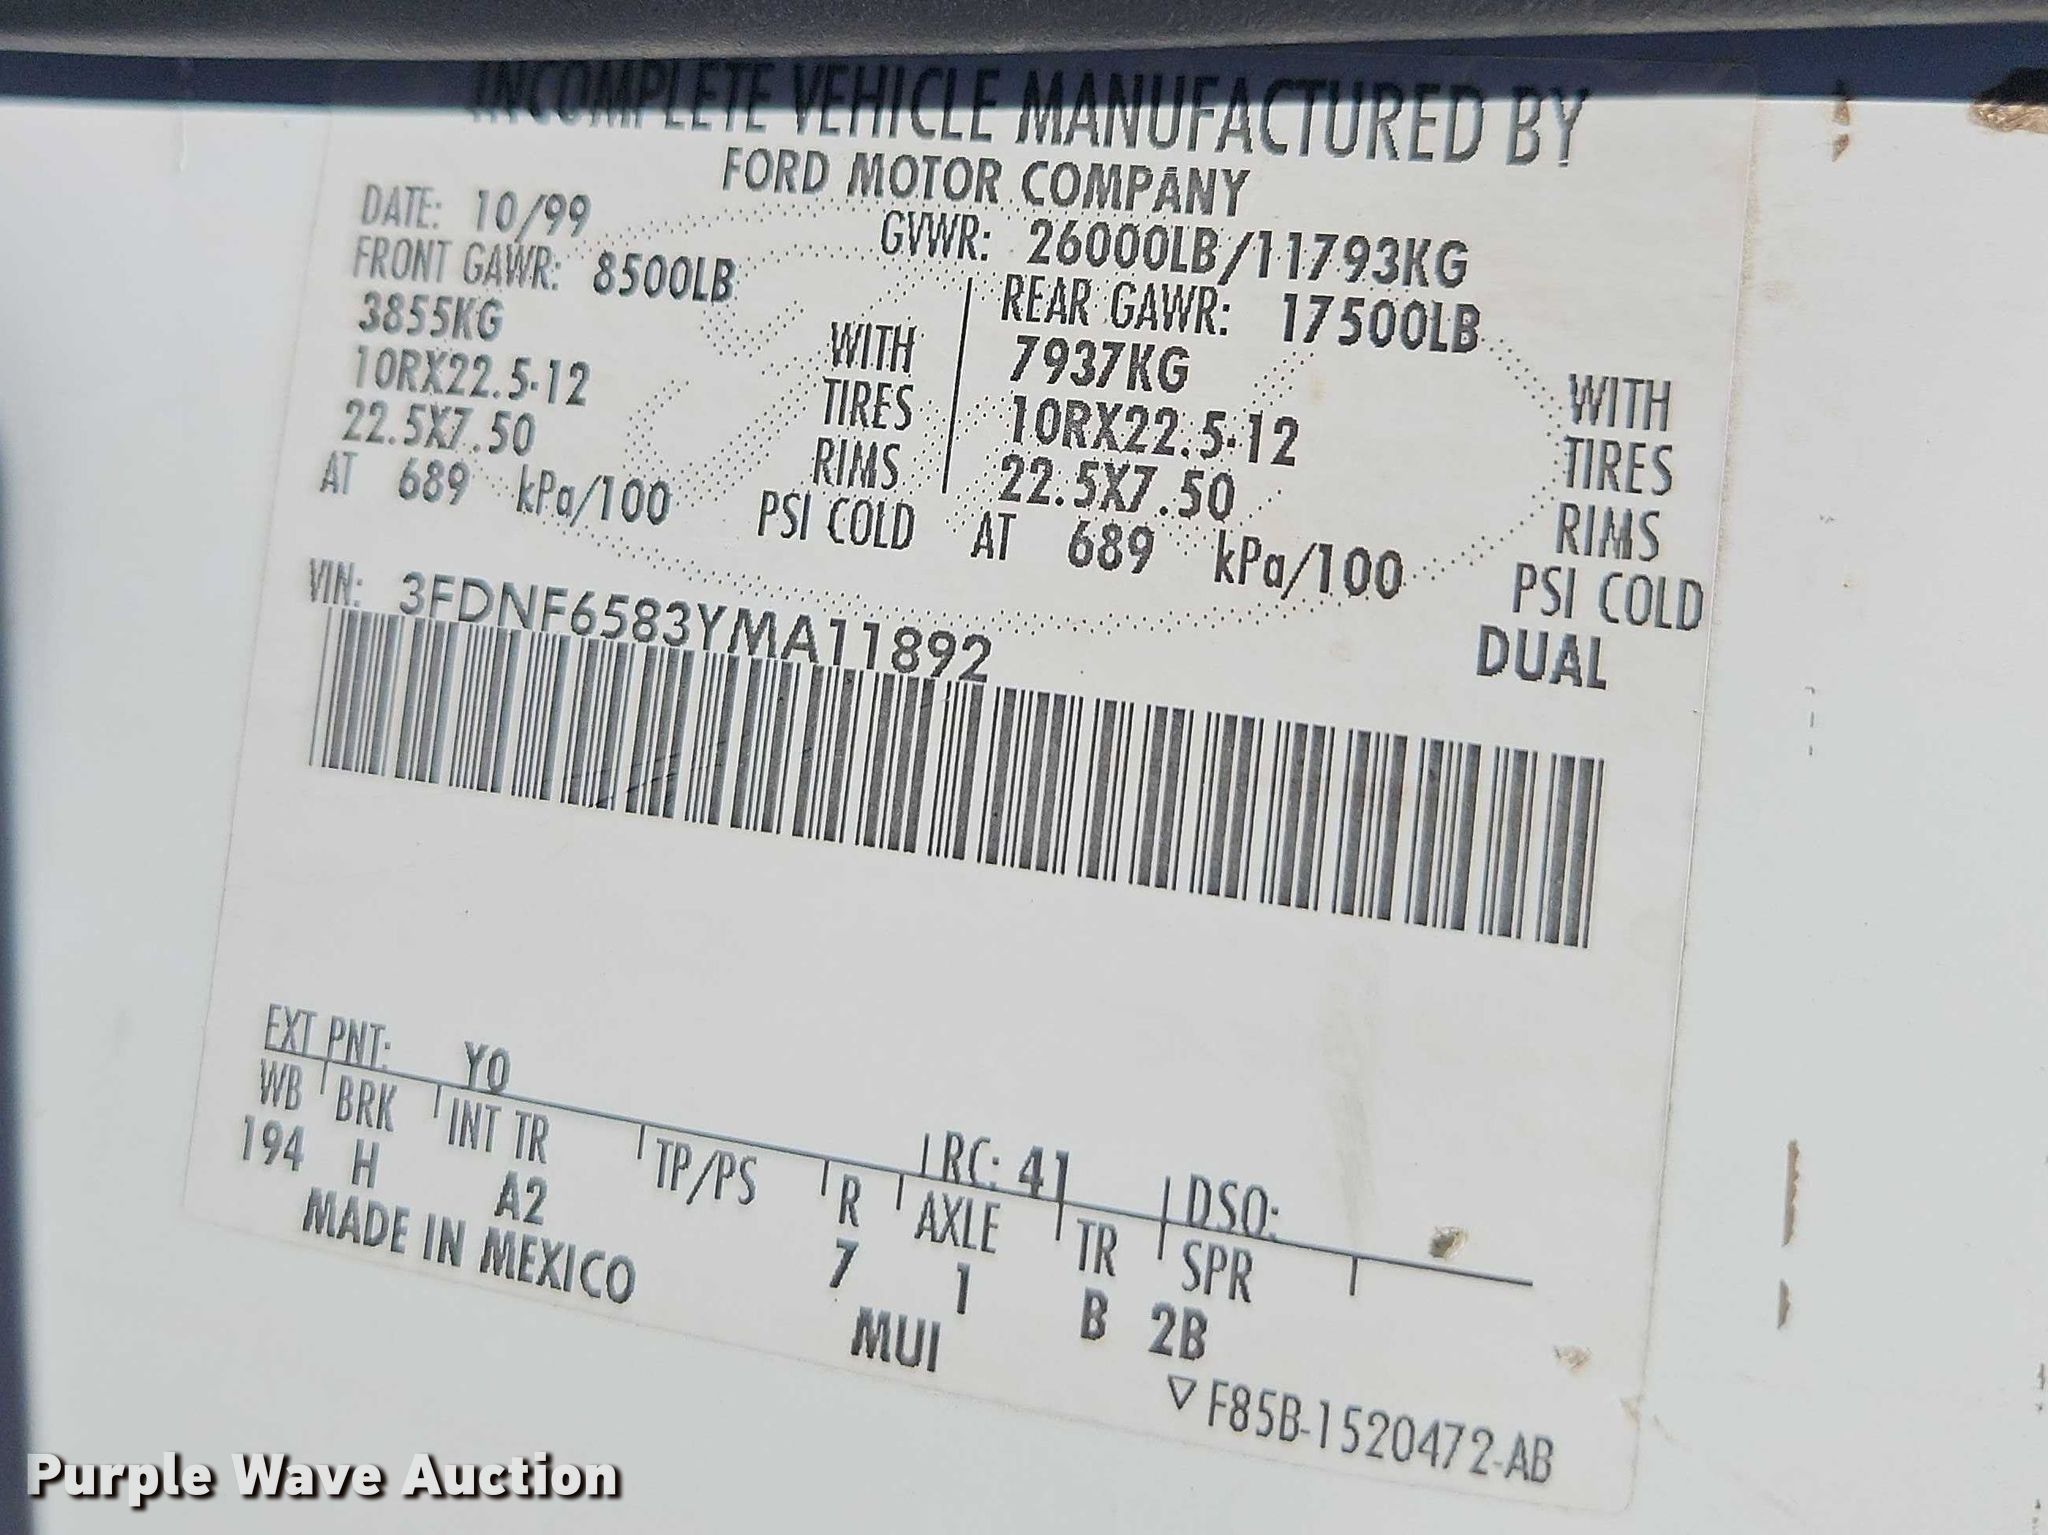 INCOMPLETE VEHICLE MANUFACTURED BY
FORD MOTOR COMPANY
DATE: 10/99 GVWR: 26000LB/11793KG
FRONT GAWR: 8500LB REAR GAWR: 17500LB
3855KG WITH 7937KG WITH
10RX22.5-12 TIRES 10RX22.5-12 TIRES
22.5X7.50 RIMS 22.5X7.50 RIMS
AT 689 kPa/100 PSI COLD AT 689 kPa/100 PSI COLD
DUAL
VIN: 3FDNF6583YMA11892
EXT PNT: Y0 RC: 41 DSO:
WB BRK INT TR TP/PS R AXLE TR SPR
194 H A2 7 1 B 2B
MADE IN MEXICO MUI
▽ F85B-1520472-AB
Purple Wave Auction